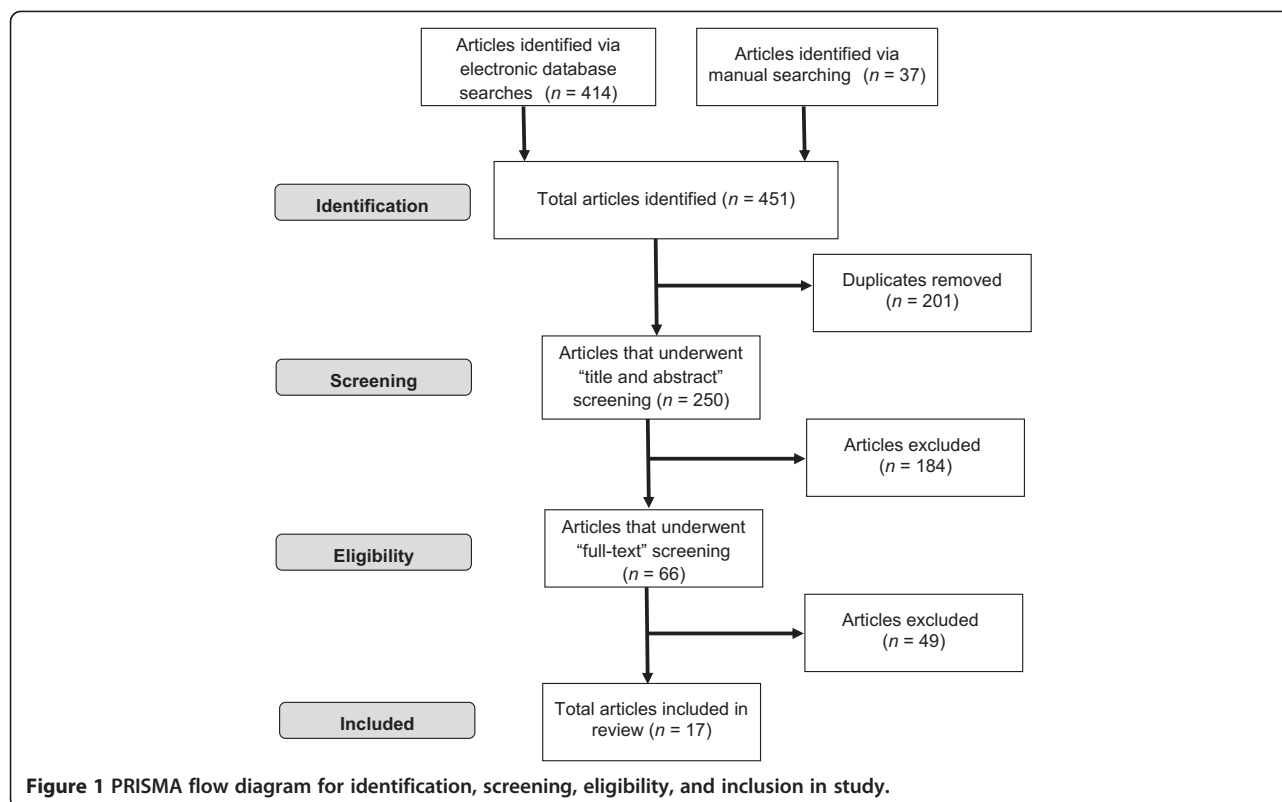 Articles identified via
electronic database
searches (n = 414)
Articles identified via
manual searching (n = 37)
Identification
Total articles identified (n = 451)
Duplicates removed
(n = 201)
Screening
Articles that underwent
“title and abstract”
screening (n = 250)
Articles excluded
(n = 184)
Eligibility
Articles that underwent
“full-text” screening
(n = 66)
Articles excluded
(n = 49)
Included
Total articles included in
review (n = 17)
Figure 1 PRISMA flow diagram for identification, screening, eligibility, and inclusion in study.